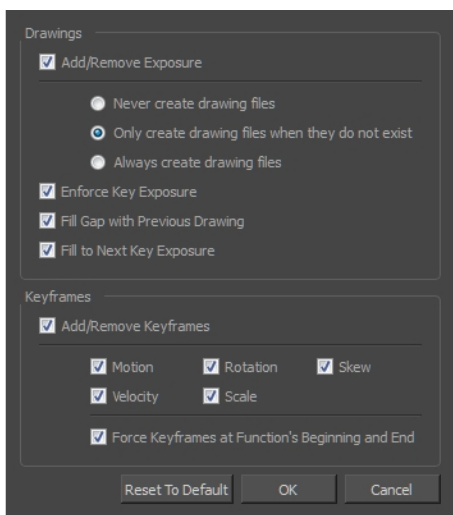 Drawings
Add/Remove Exposure
Never create drawing files
Only create drawing files when they do not exist
Always create drawing files
Enforce Key Exposure
Fill Gap with Previous Drawing
Fill to Next Key Exposure
Keyframes
Add/Remove Keyframes
Motion Rotation Skew
Velocity Scale
Force Keyframes at Function's Beginning and End
Reset To Default OK Cancel